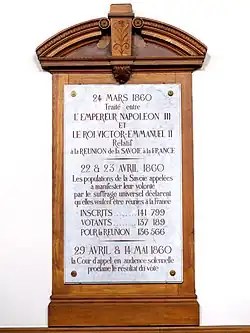 24 MARS 1860
Traité entre
L'EMPEREUR NAPOLEON III
ET
LE ROI VICTOR-EMMANUEL II
Relatif
à la REUNION de la SAVOIE à la FRANCE
22 & 23 AVRIL 1860
Les populations de la Savoie appelées
à manifester leur volonté
par le suffrage universel déclarent
qu'elles veulent être réunies à la france
INSCRITS ...... 141 799
VOTANTS ...... 137 189
POUR la REUNION 136 566
29 AVRIL & 14 MAI 1860
la Cour d'appel en audience solennelle
proclame le résultat du vote